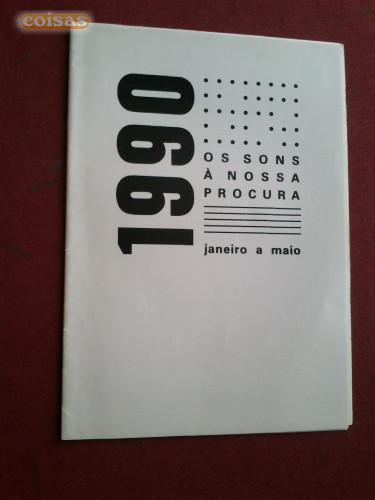 coisas
1990
OS SONS
À NOSSA
PROCURA
janeiro a maio